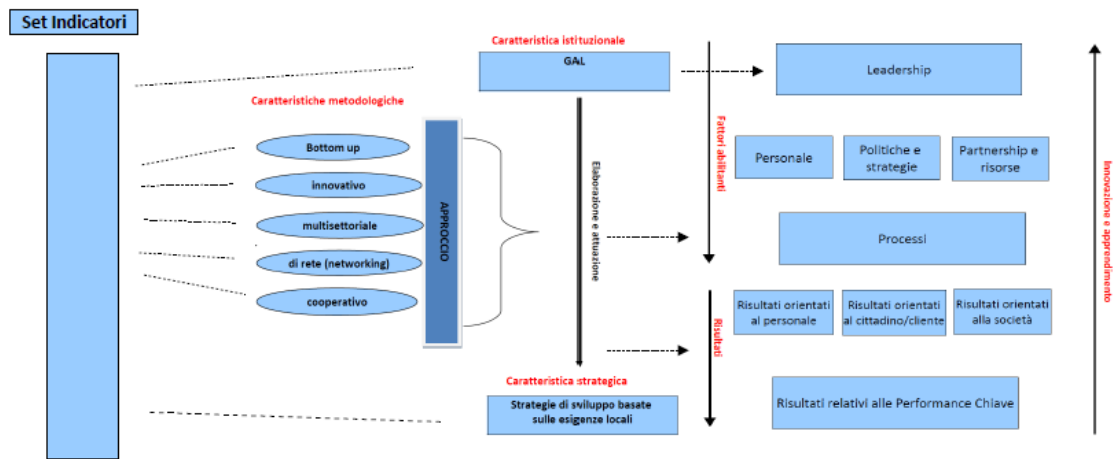 Set Indicatori
Caratteristica istituzionale
GAL
Leadership
Caratteristiche metodologiche
Bottom up
innovativo
multisettoriale
di rete (networking)
cooperativo
APPROCCIO
Elaborazione e attuazione
Fattori abilitanti
Personale
Politiche e
strategie
Partnership e
risorse
Processi
Innovazione e apprendimento
Risultati
Risultati orientati
al personale
Risultati orientati
al cittadino/cliente
Risultati orientati
alla società
Caratteristica strategica
Strategie di sviluppo basate
sulle esigenze locali
Risultati relativi alle Performance Chiave